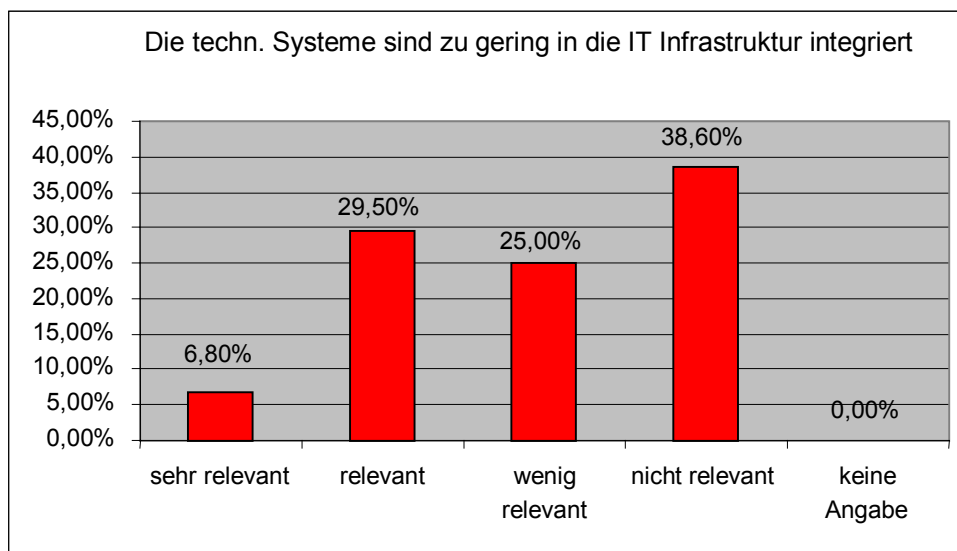 Die techn. Systeme sind zu gering in die IT Infrastruktur integriert
45,00%
40,00%
35,00%
30,00%
25,00%
20,00%
15,00%
10,00%
5,00%
0,00%
6,80%
29,50%
25,00%
38,60%
0,00%
sehr relevant
relevant
wenig
relevant
nicht relevant
keine
Angabe